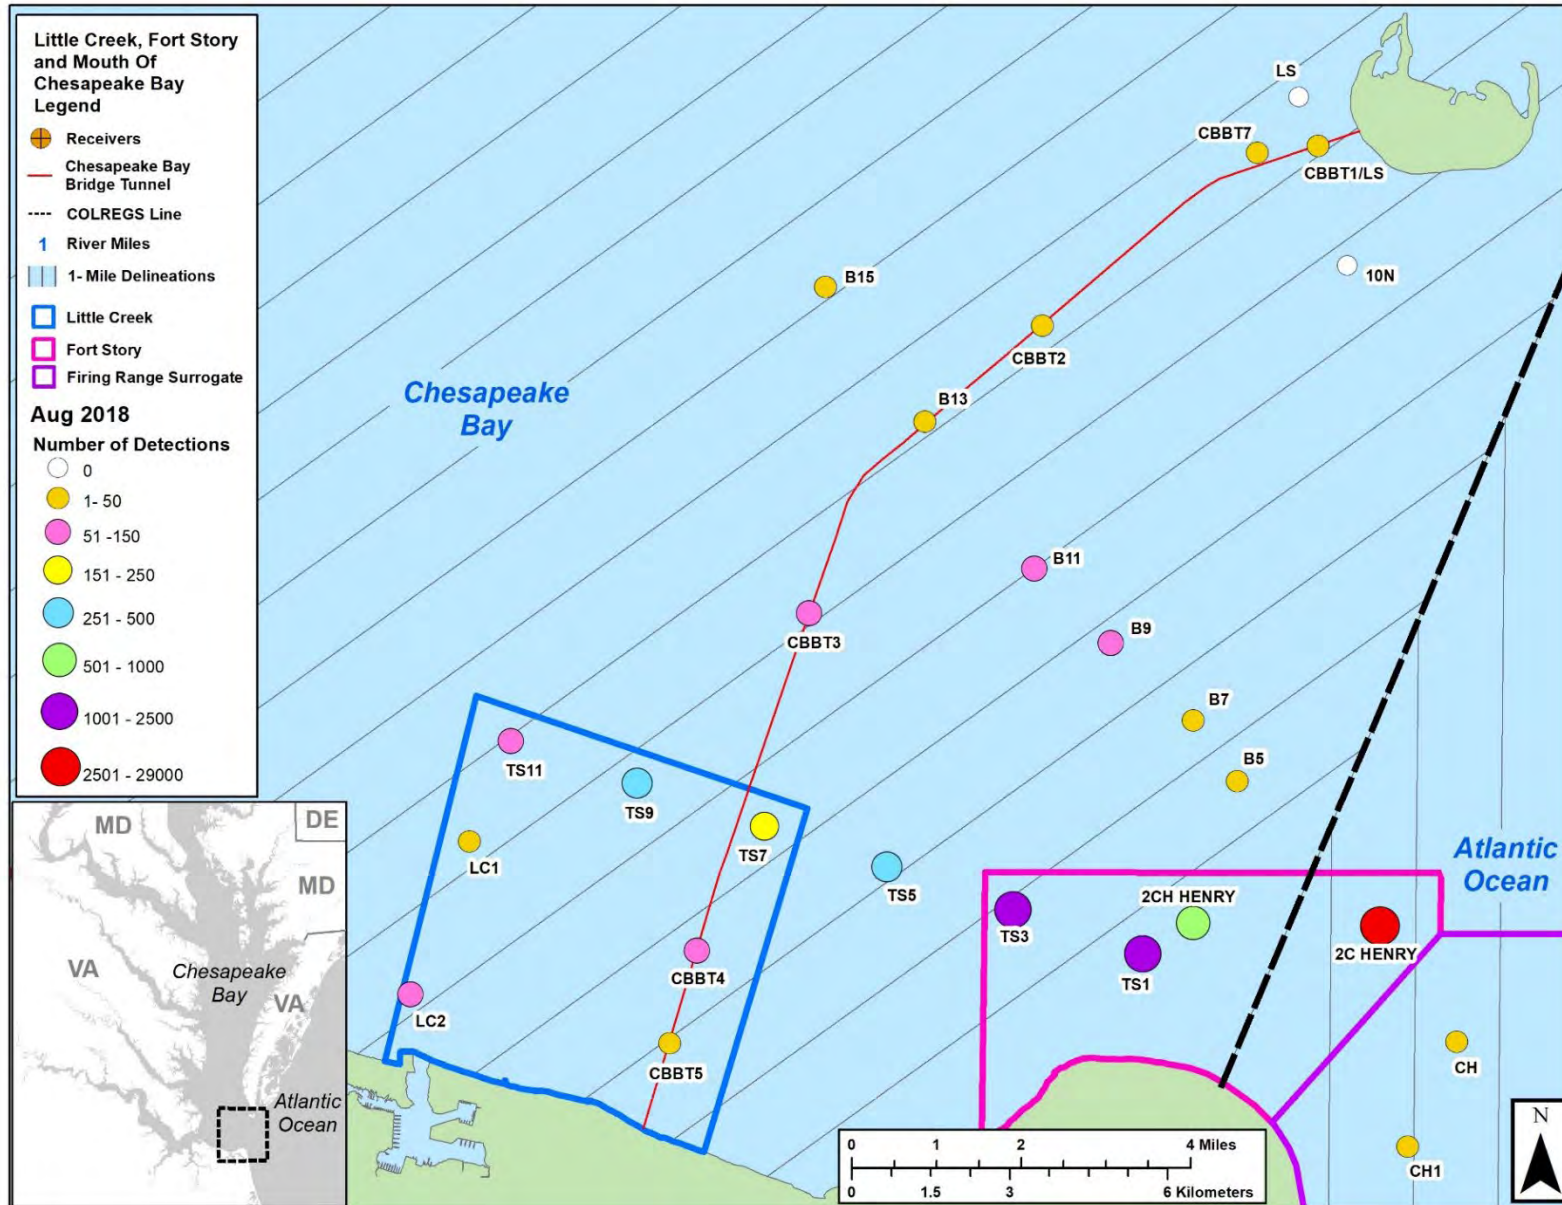 Little Creek, Fort Story
and Mouth Of
Chesapeake Bay
Legend
Receivers
Chesapeake Bay
Bridge Tunnel
COLREGS Line
1 River Miles
1- Mile Delineations
Little Creek
Fort Story
Firing Range Surrogate
Aug 2018
Number of Detections
0
1- 50
51 -150
151 - 250
251 - 500
501 - 1000
1001 - 2500
2501 - 29000
LS
CBBT7
CBBT1/LS
10N
B15
CBBT2
Chesapeake
Bay
B13
B11
CBBT3
B9
B7
B5
TS11
TS9
TS7
LC1
TS5
Atlantic
Ocean
2CH HENRY
TS3
2C HENRY
TS1
CBBT4
LC2
CBBT5
CH
CH1
MD
DE
MD
VA
Chesapeake
Bay
VA
Atlantic
Ocean
0 1 2 4 Miles
0 1.5 3 6 Kilometers
N